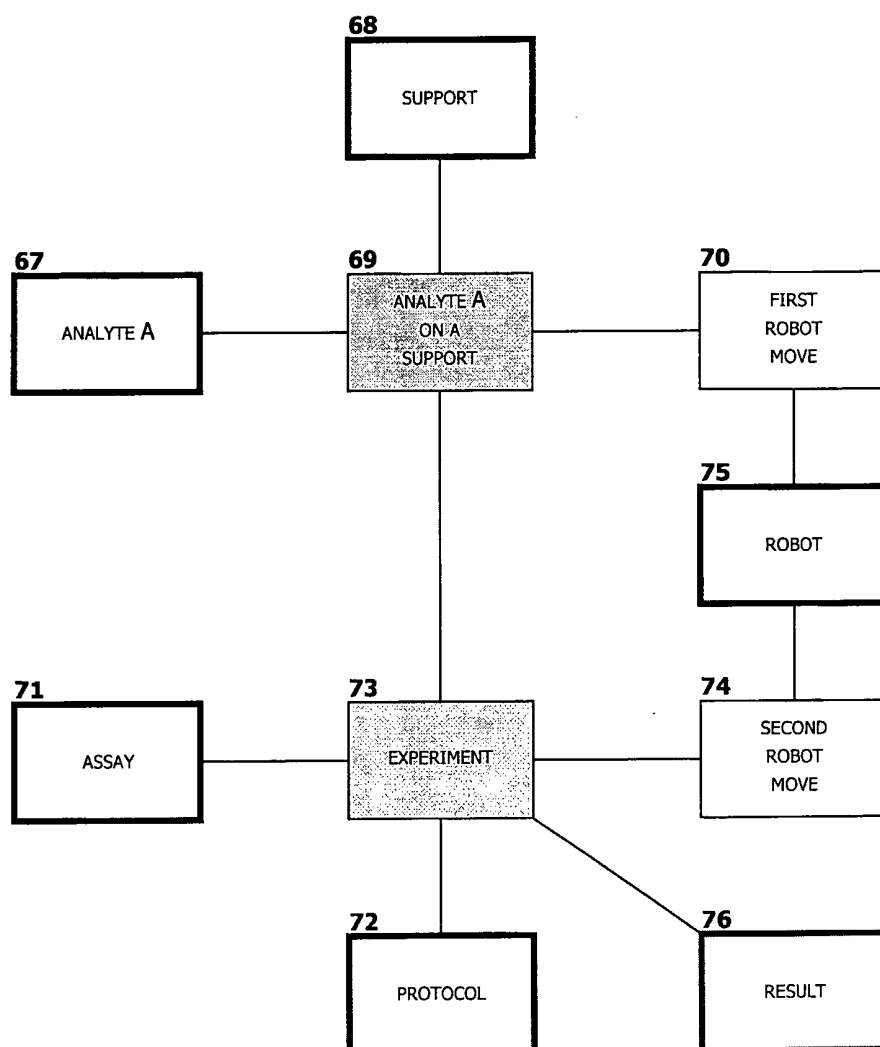 68
SUPPORT
67
ANALYTE A
69
ANALYTE A
ON A
SUPPORT
70
FIRST
ROBOT
MOVE
75
ROBOT
71
ASSAY
73
EXPERIMENT
74
SECOND
ROBOT
MOVE
72
PROTOCOL
76
RESULT